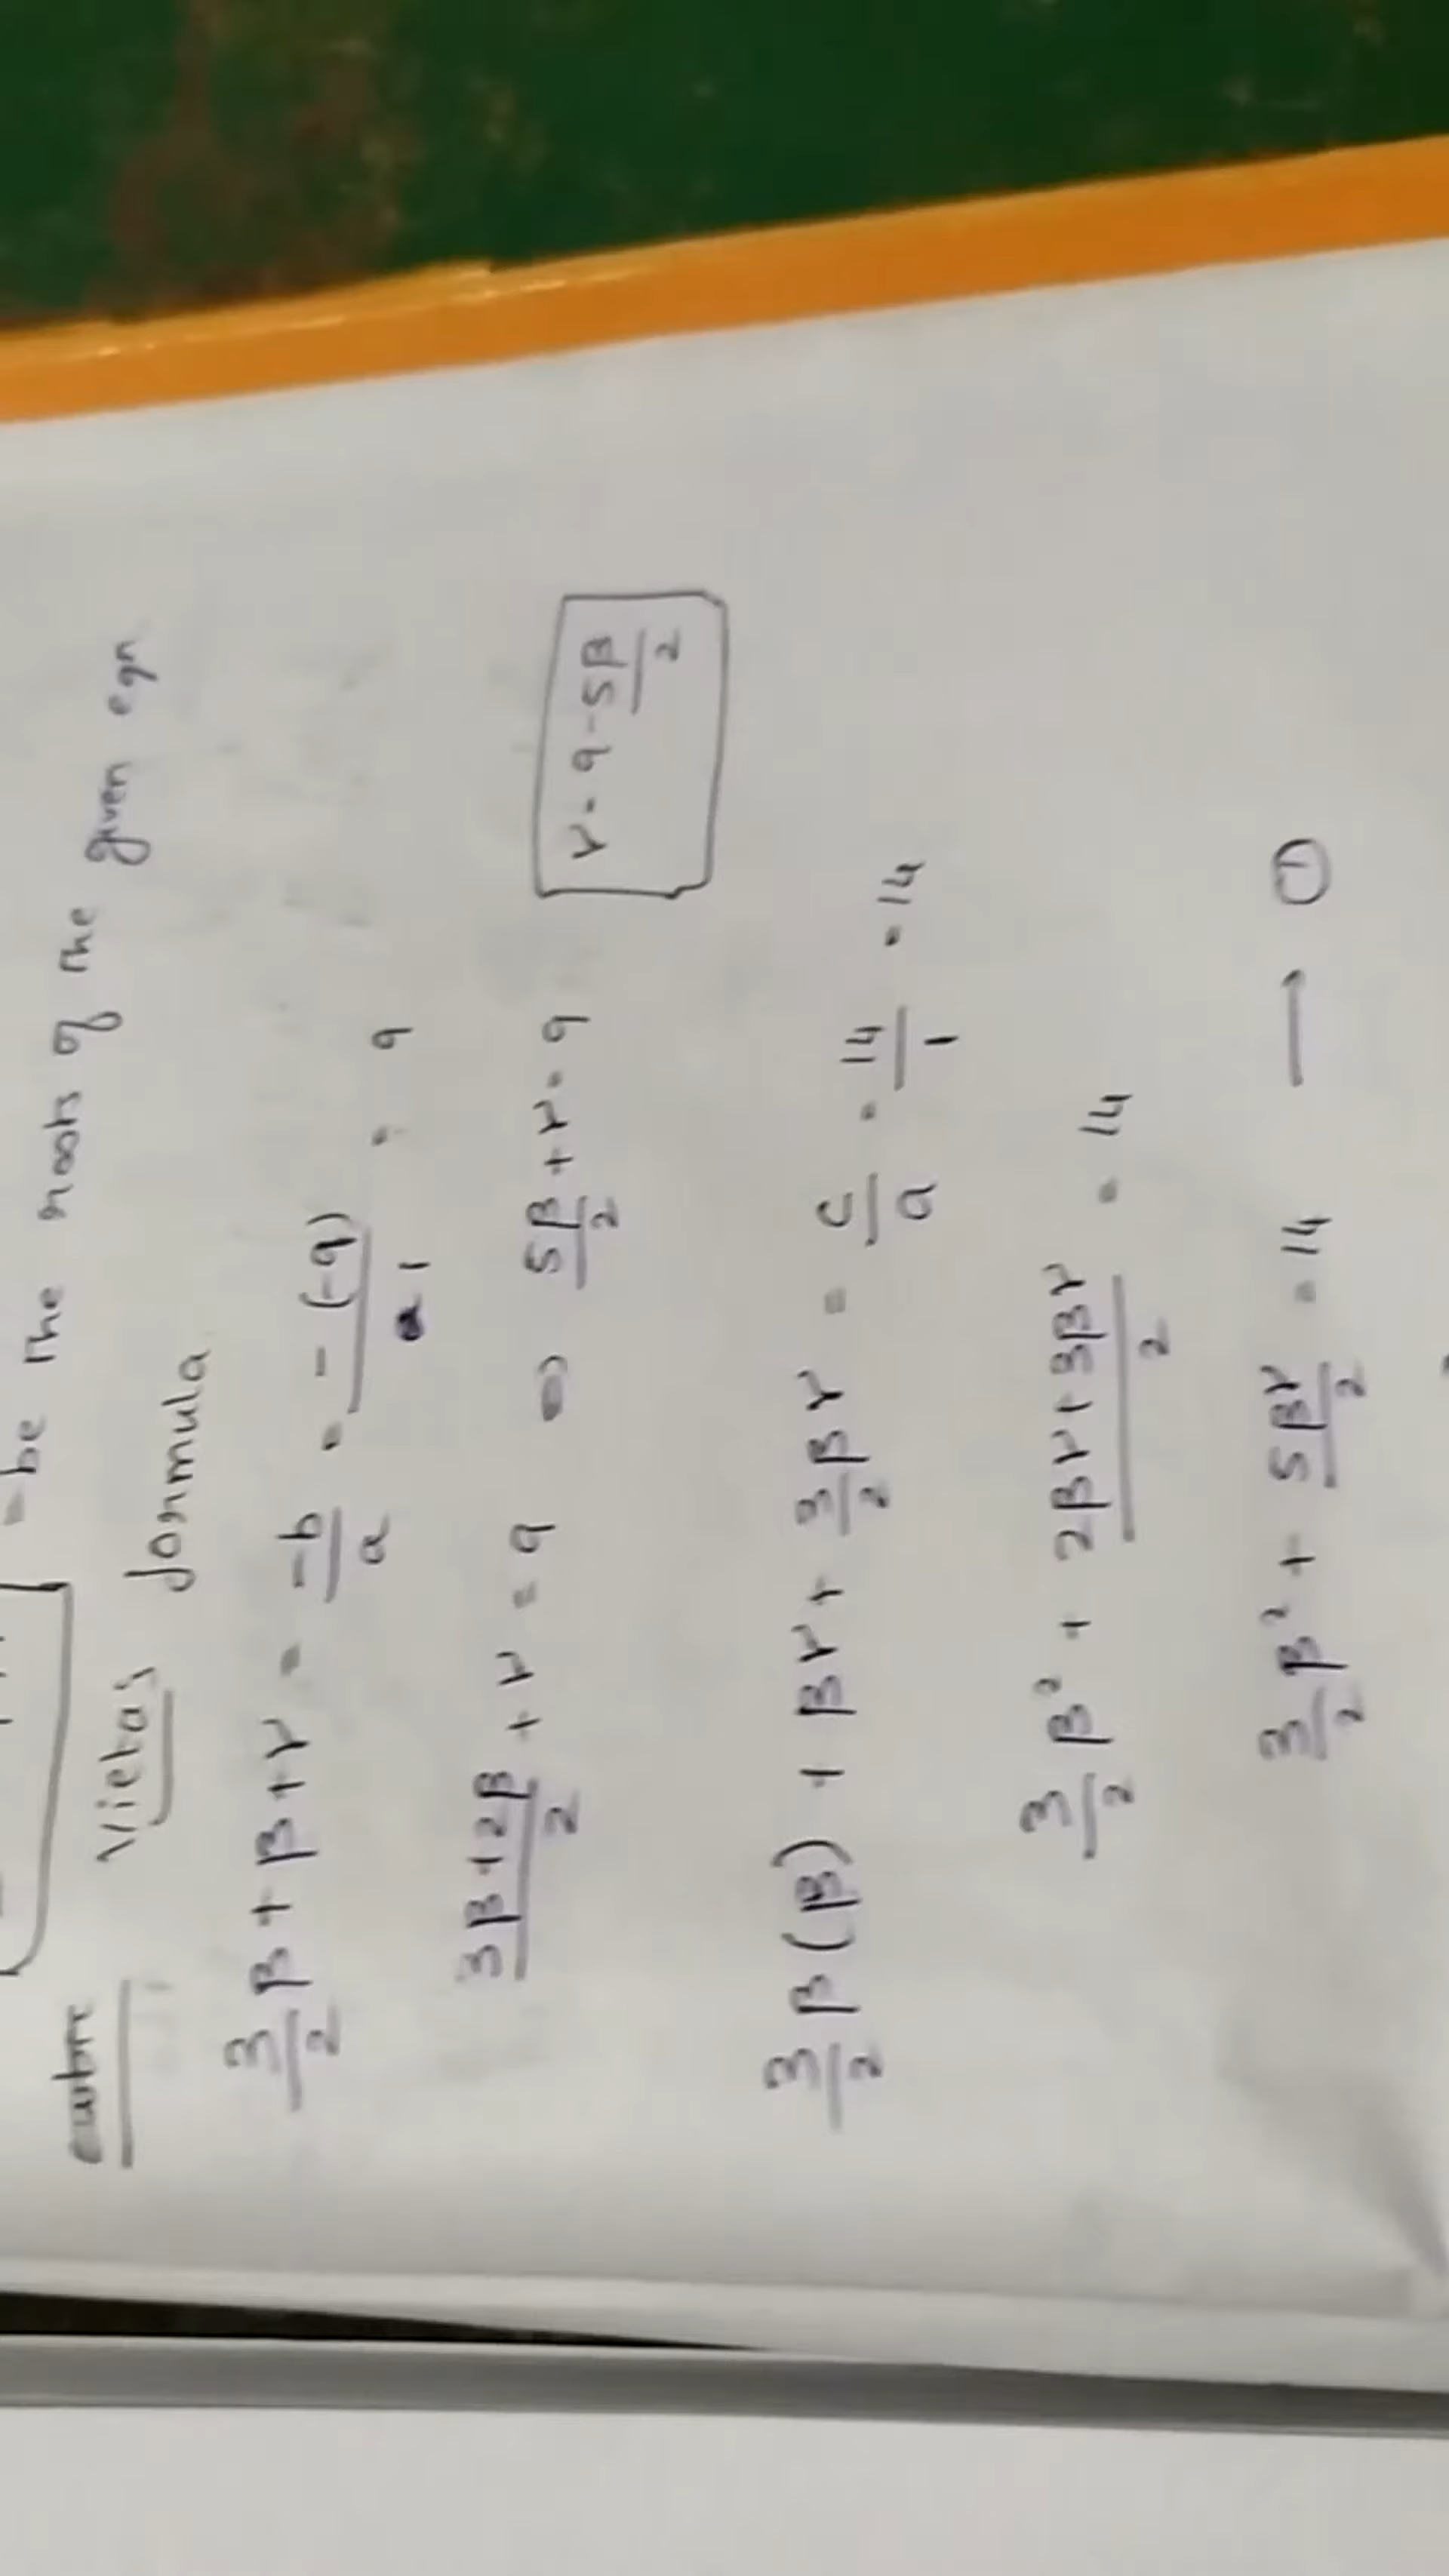 = be the roots of the given eqn
Vietas formula
3/2 β + β + γ = -b/a = -(-9)/1 = 9
(3β + 2β)/2 + γ = 9 ⇒ 5β/2 + γ = 9
γ = 9 - 5β/2
3/2 β(β) + βγ + 3/2 βγ = c/a = 14/1 = 14
3/2 β² + (2βγ + 3βγ)/2 = 14
3/2 β² + 5βγ/2 = 14 → ①